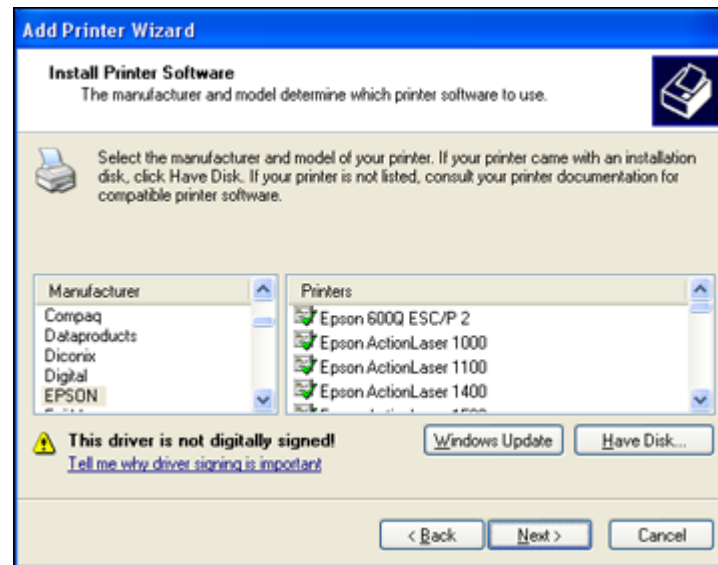 Add Printer Wizard
Install Printer Software
The manufacturer and model determine which printer software to use.
Select the manufacturer and model of your printer. If your printer came with an installation
disk, click Have Disk. If your printer is not listed, consult your printer documentation for
compatible printer software.
Manufacturer
Compaq
Dataproducts
Diconix
Digital
EPSON
Printers
Epson 600Q ESC/P 2
Epson ActionLaser 1000
Epson ActionLaser 1100
Epson ActionLaser 1400
This driver is not digitally signed!
Tell me why driver signing is important
Windows Update
Have Disk...
< Back
Next >
Cancel